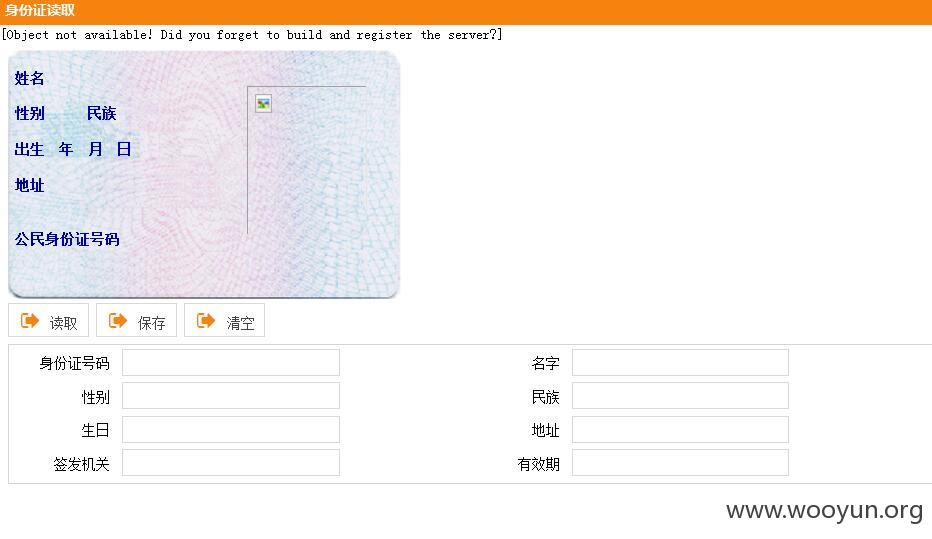 身份证读取
[Object not available! Did you forget to build and register the server?]
姓名
性别 民族
出生 年 月 日
地址
公民身份证号码
读取 保存 清空
身份证号码 名字
性别 民族
生日 地址
签发机关 有效期
www.wooyun.org